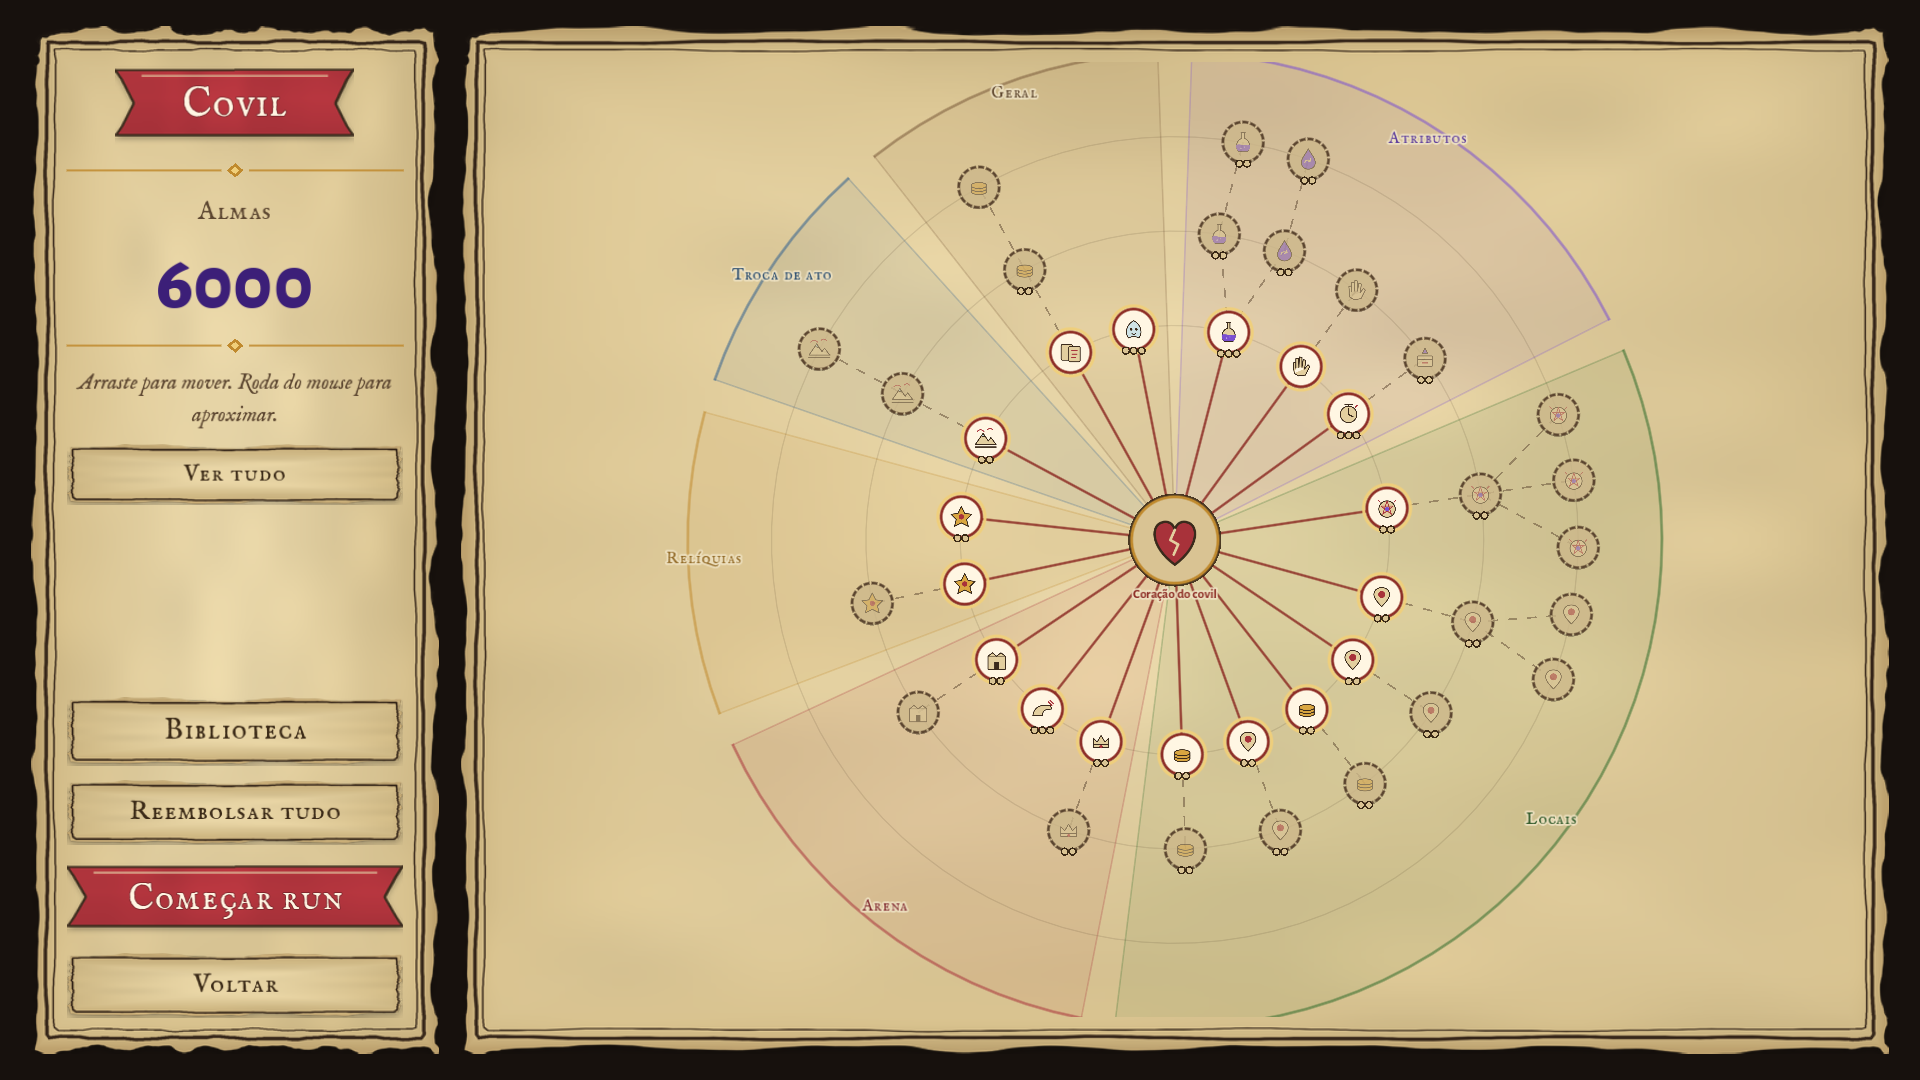 Covil
Almas
6000
Arraste para mover. Roda do mouse para
aproximar.
Ver tudo
Biblioteca
Reembolsar tudo
Começar run
Voltar
Geral
Atributos
Troca de ato
Relíquias
Coração do covil
Locais
Arena